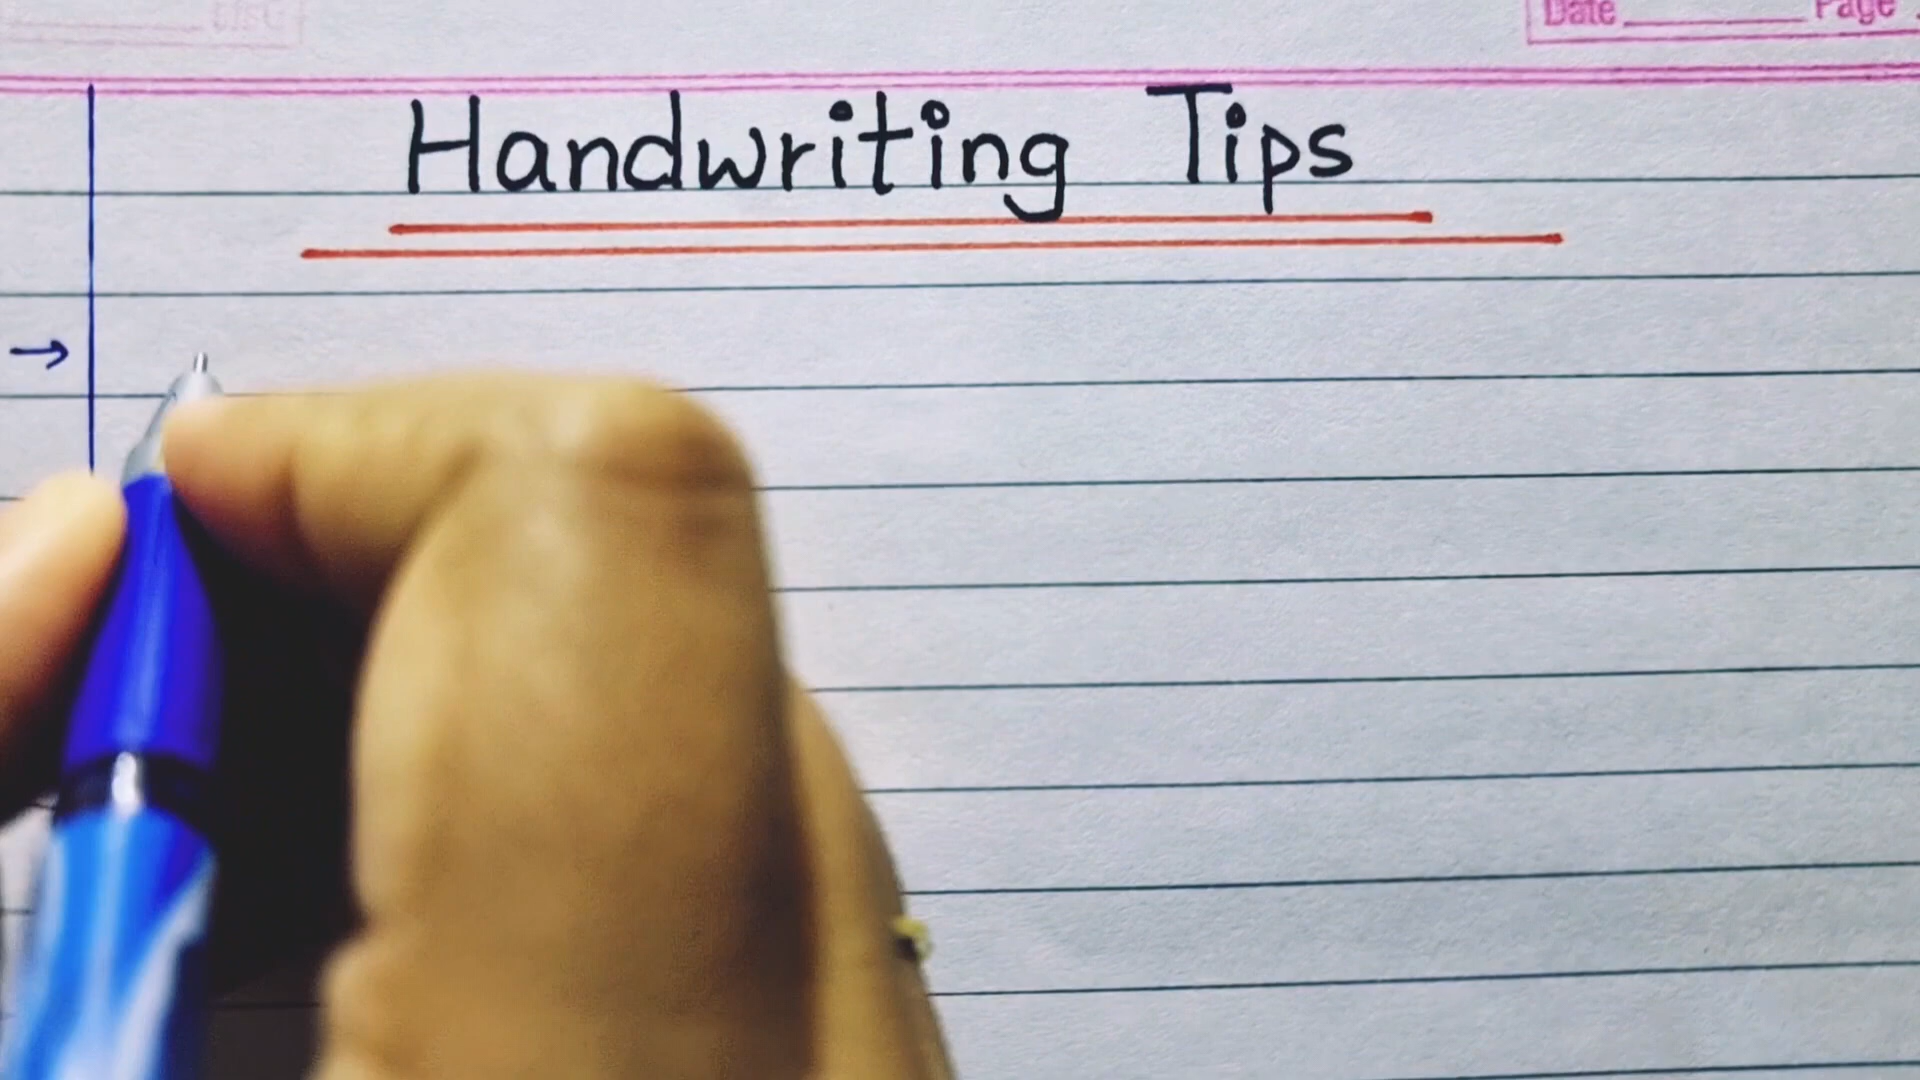 Date Page
Handwriting Tips
→